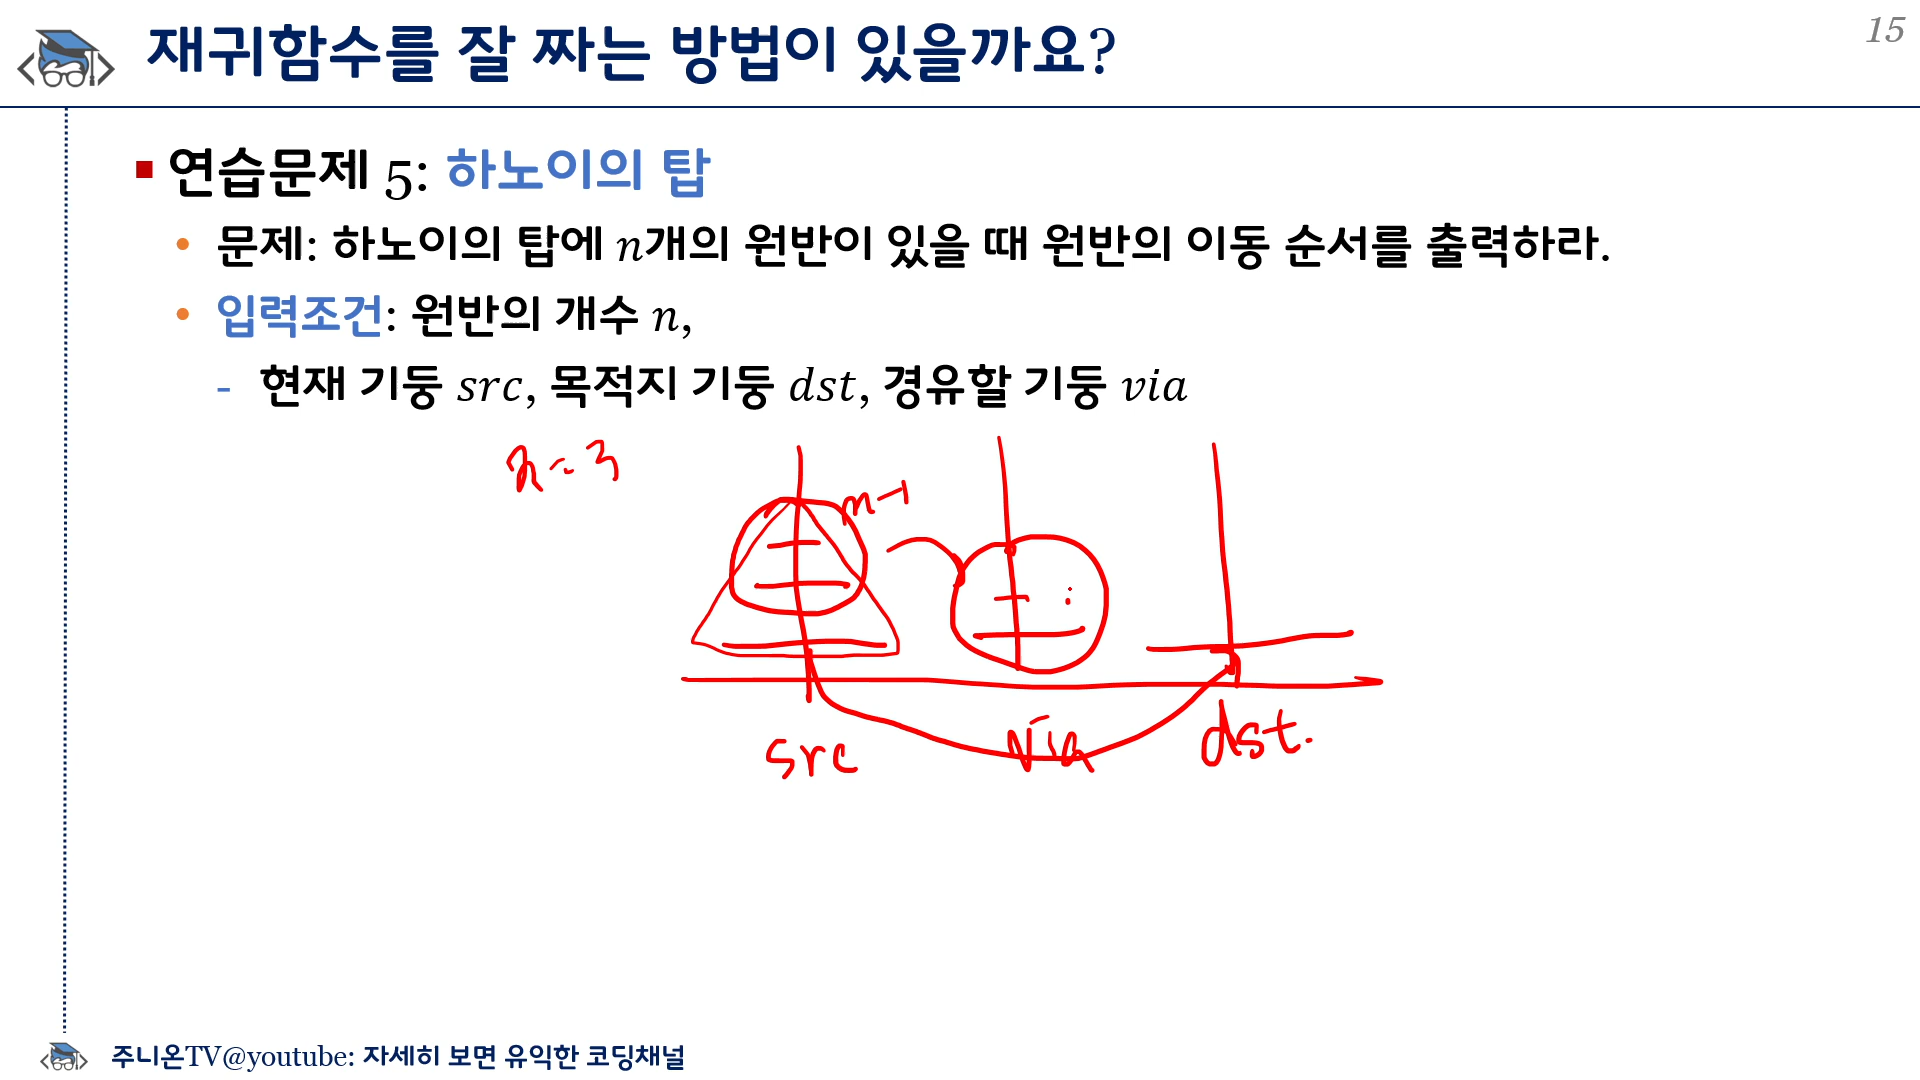 재귀함수를 잘 짜는 방법이 있을까요?
15
연습문제 5: 하노이의 탑
문제: 하노이의 탑에 n개의 원반이 있을 때 원반의 이동 순서를 출력하라.
입력조건: 원반의 개수 n,
- 현재 기둥 src, 목적지 기둥 dst, 경유할 기둥 via
n=3
n-1
src via dst.
주니온TV@youtube: 자세히 보면 유익한 코딩채널